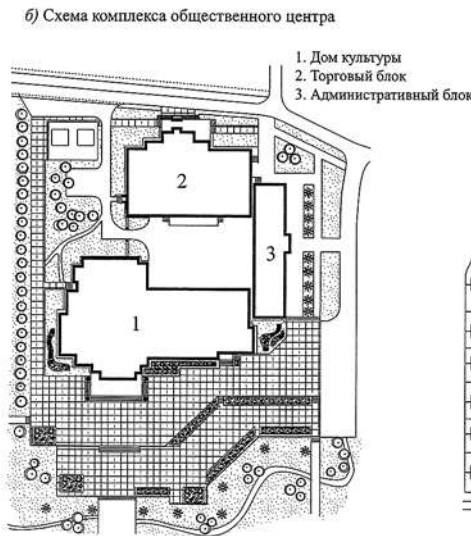 б) Схема комплекса общественного центра
1. Дом культуры
2. Торговый блок
3. Административный блок
2
3
1